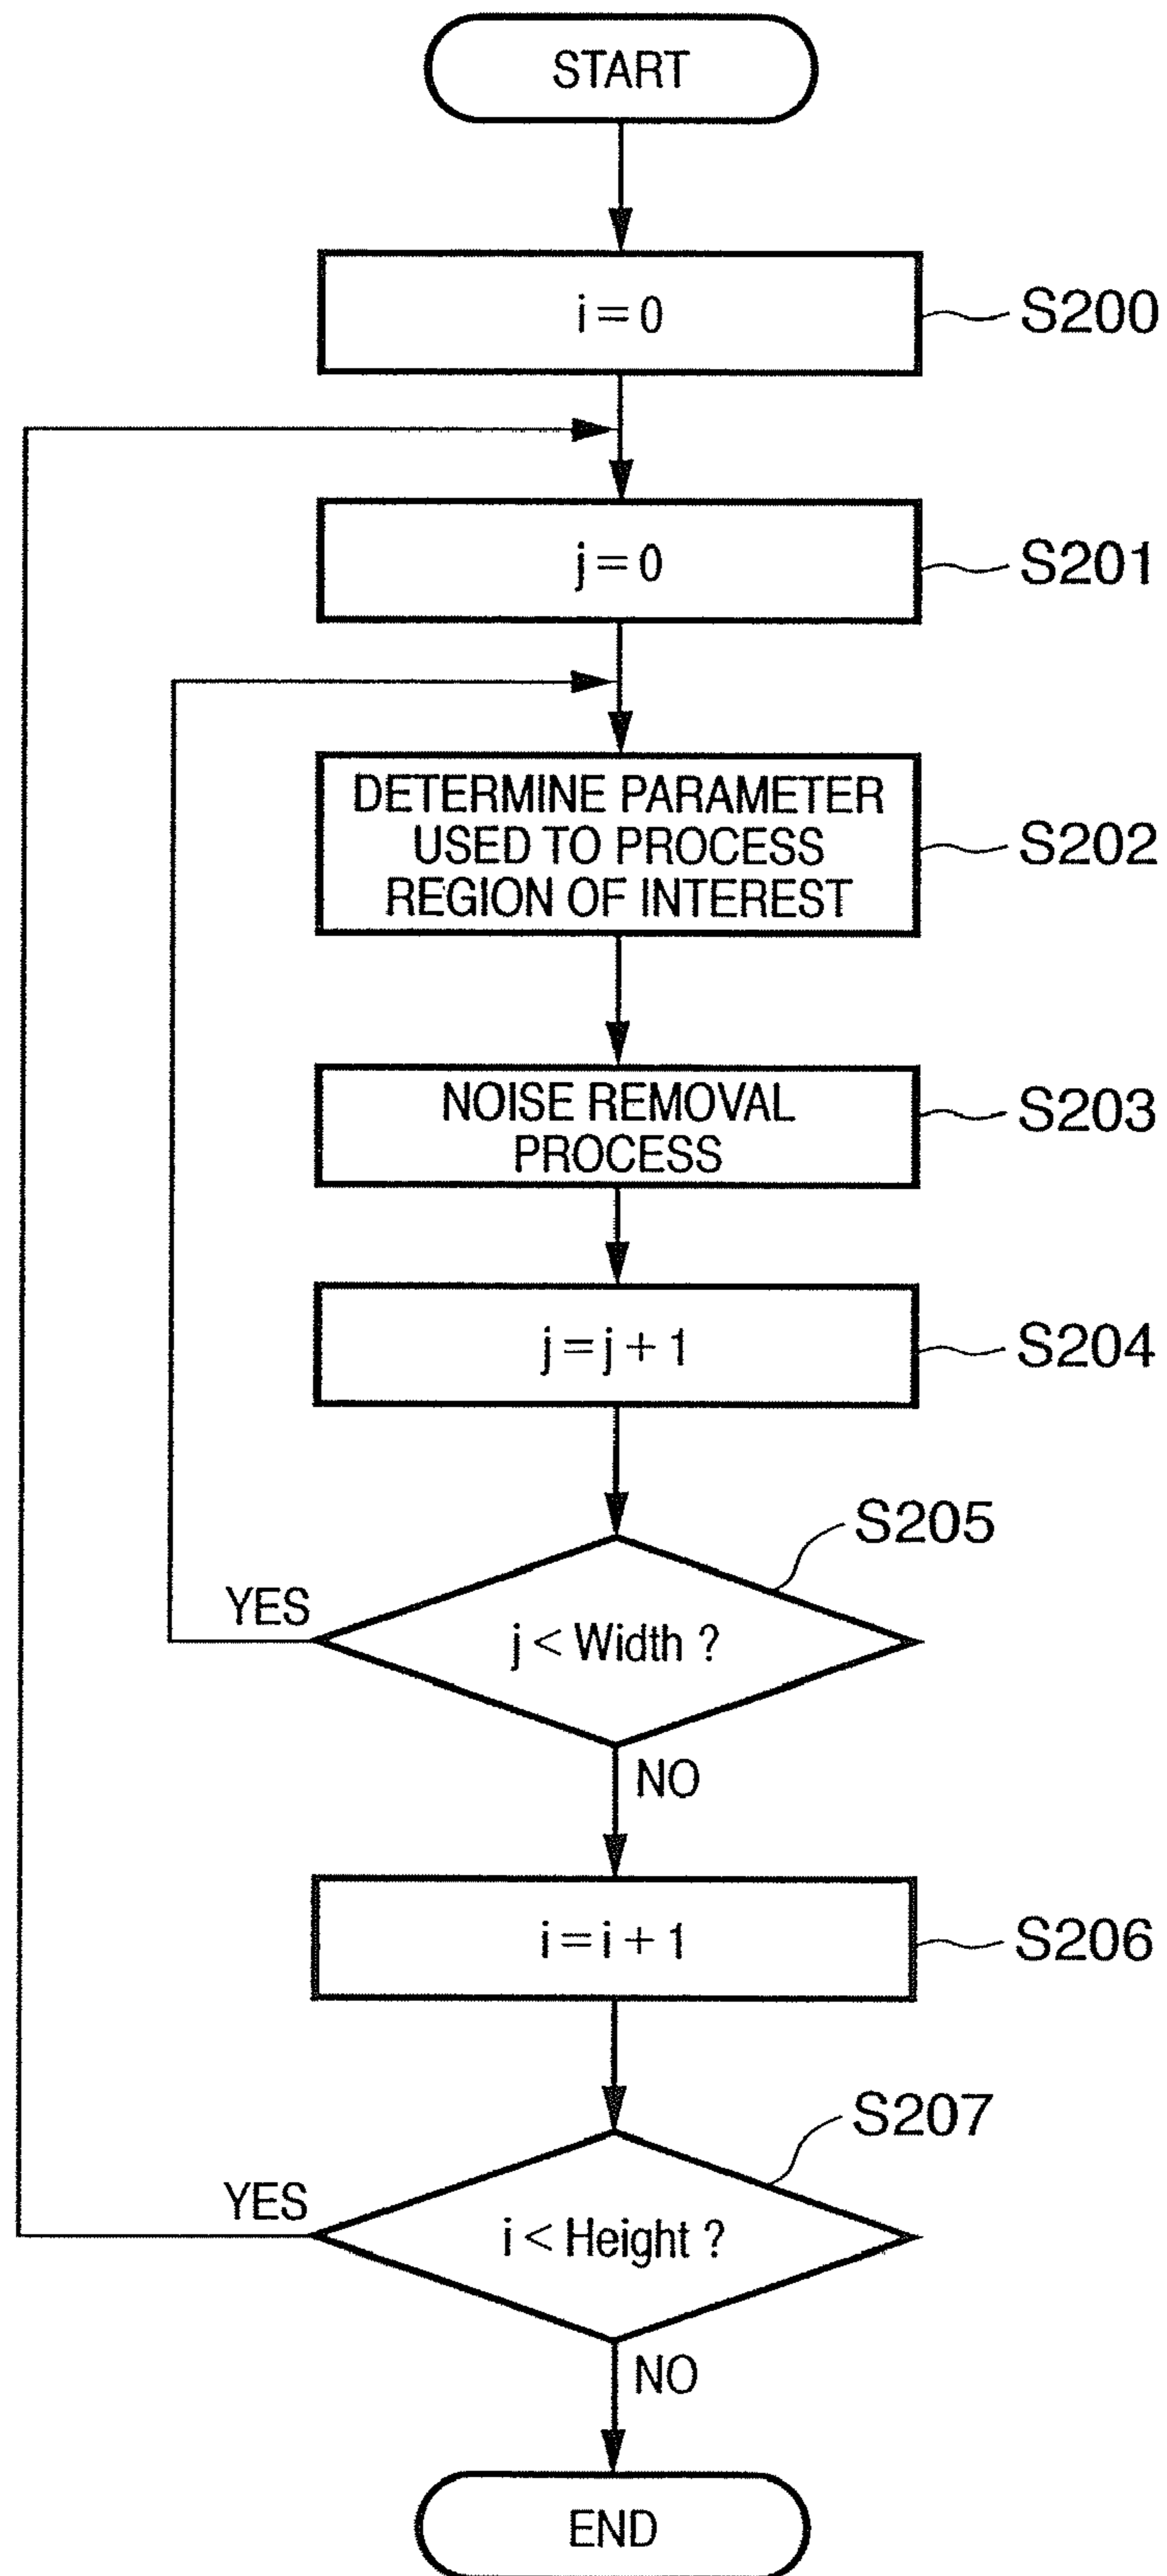 START
i = 0
S200
j = 0
S201
DETERMINE PARAMETER
USED TO PROCESS
REGION OF INTEREST
S202
NOISE REMOVAL
PROCESS
S203
j = j + 1
S204
S205
YES
j < Width ?
NO
i = i + 1
S206
S207
YES
i < Height ?
NO
END